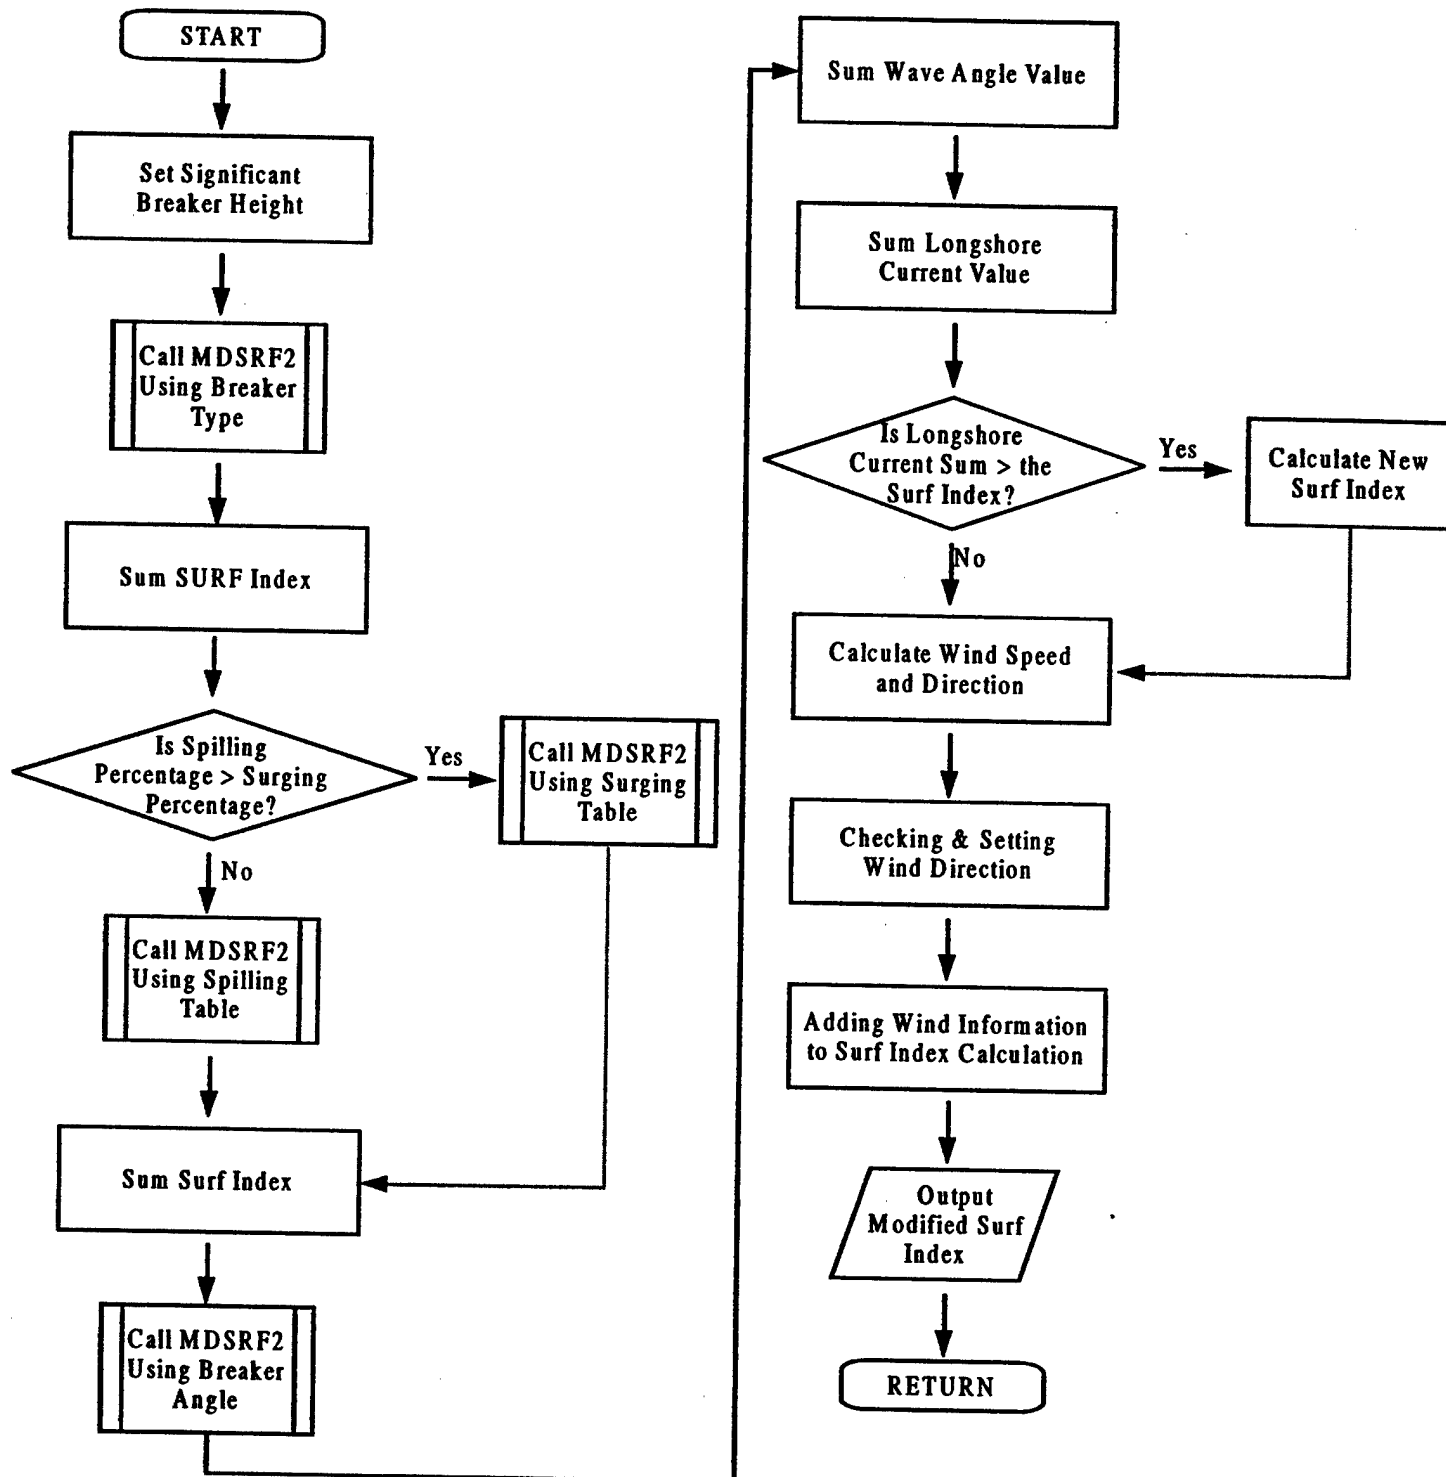 START
Set Significant
Breaker Height
Call MDSRF2
Using Breaker
Type
Sum SURF Index
Is Spilling
Percentage > Surging
Percentage?
Yes
Call MDSRF2
Using Surging
Table
No
Call MDSRF2
Using Spilling
Table
Sum Surf Index
Call MDSRF2
Using Breaker
Angle
Sum Wave Angle Value
Sum Longshore
Current Value
Is Longshore
Current Sum > the
Surf Index?
Yes
Calculate New
Surf Index
No
Calculate Wind Speed
and Direction
Checking & Setting
Wind Direction
Adding Wind Information
to Surf Index Calculation
Output
Modified Surf
Index
RETURN